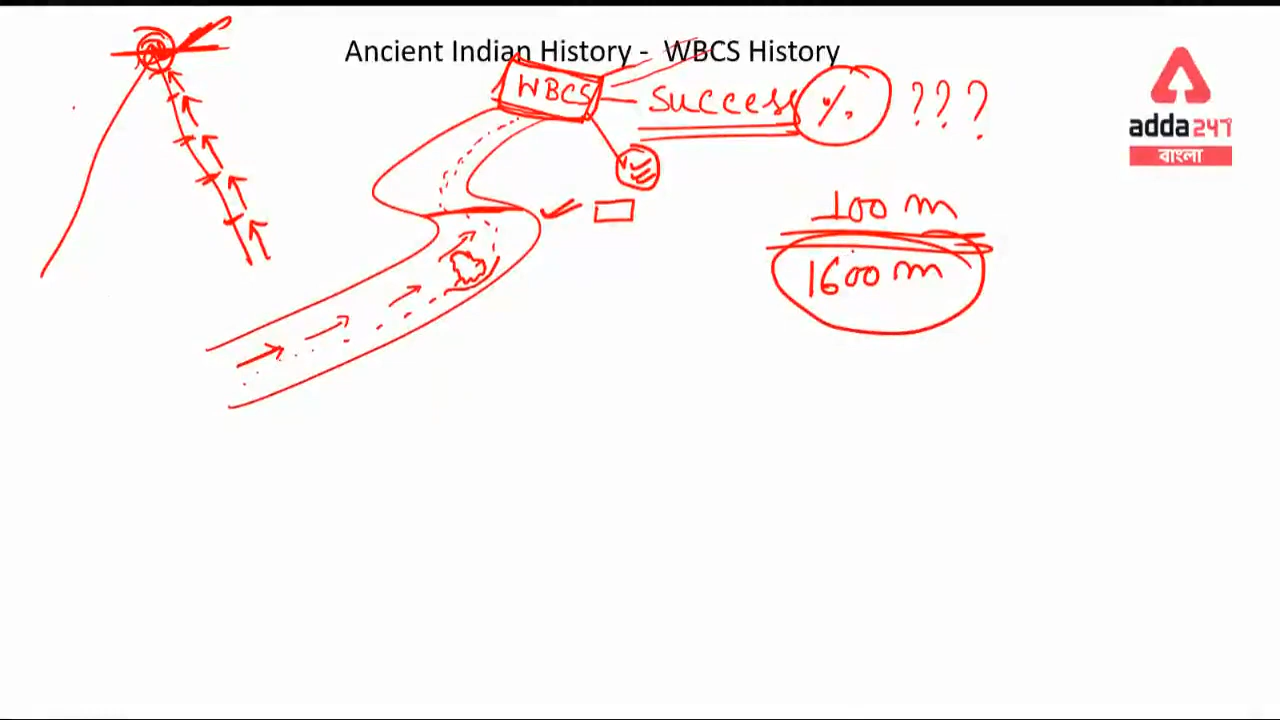 Ancient Indian History - WBCS History
WBCS
success % ???
adda247
বাংলা
100 m
1600 m